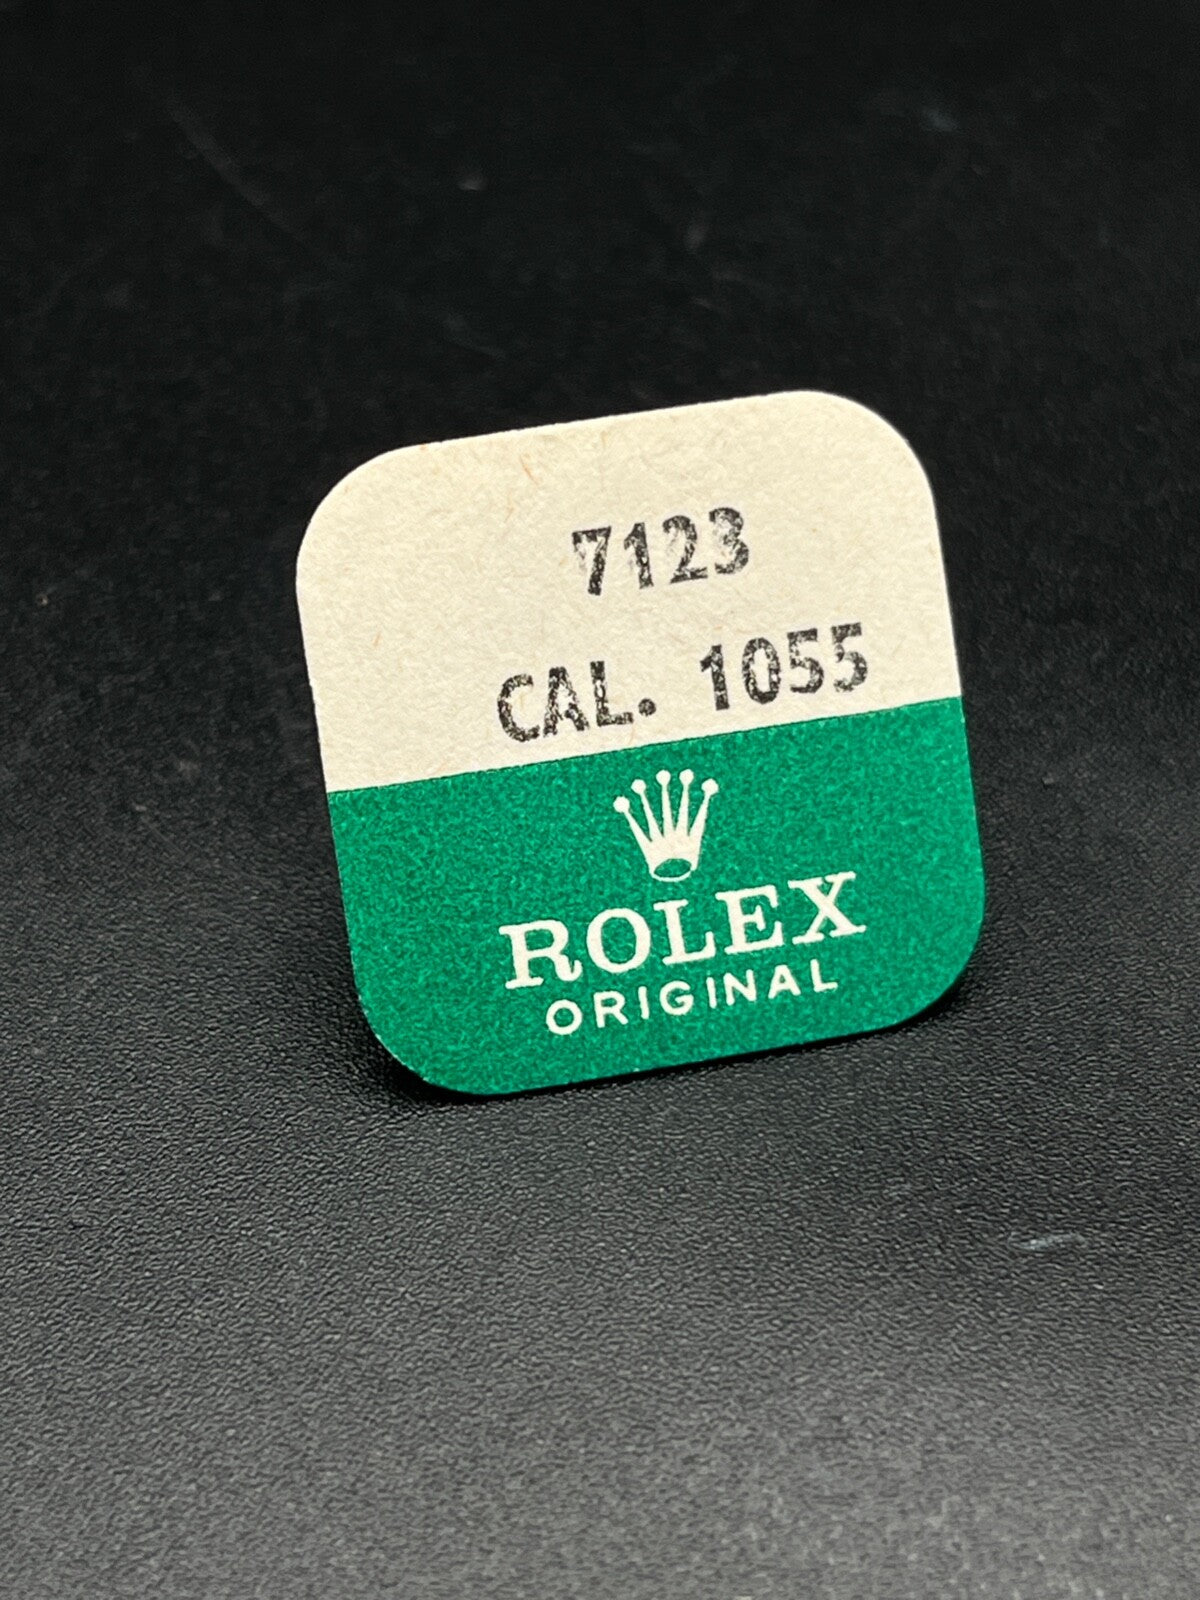 7123
CAL. 1055
ROLEX
ORIGINAL